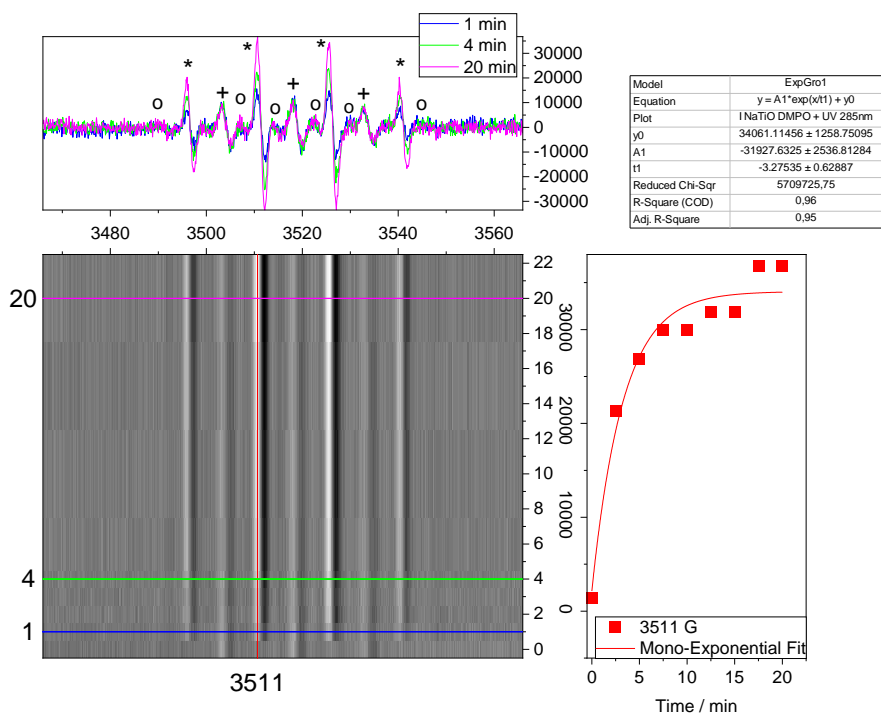 1 min
4 min
20 min
* * * *
+ + +
o o o o o o
30000
20000
10000
0
-10000
-20000
-30000
3480 3500 3520 3540 3560
Model ExpGro1
Equation y = A1*exp(x/t1) + y0
Plot I NaTiO DMPO + UV 285nm
y0 34061.11456 ± 1258.75095
A1 -31927.6325 ± 2536.81284
t1 -3.27535 ± 0.62887
Reduced Chi-Sqr 5709725,75
R-Square (COD) 0,96
Adj. R-Square 0,95
20
4
1
22
20
18
16
14
12
10
8
6
4
2
0
3511
30000
20000
10000
0
3511 G
Mono-Exponential Fit
0 5 10 15 20
Time / min